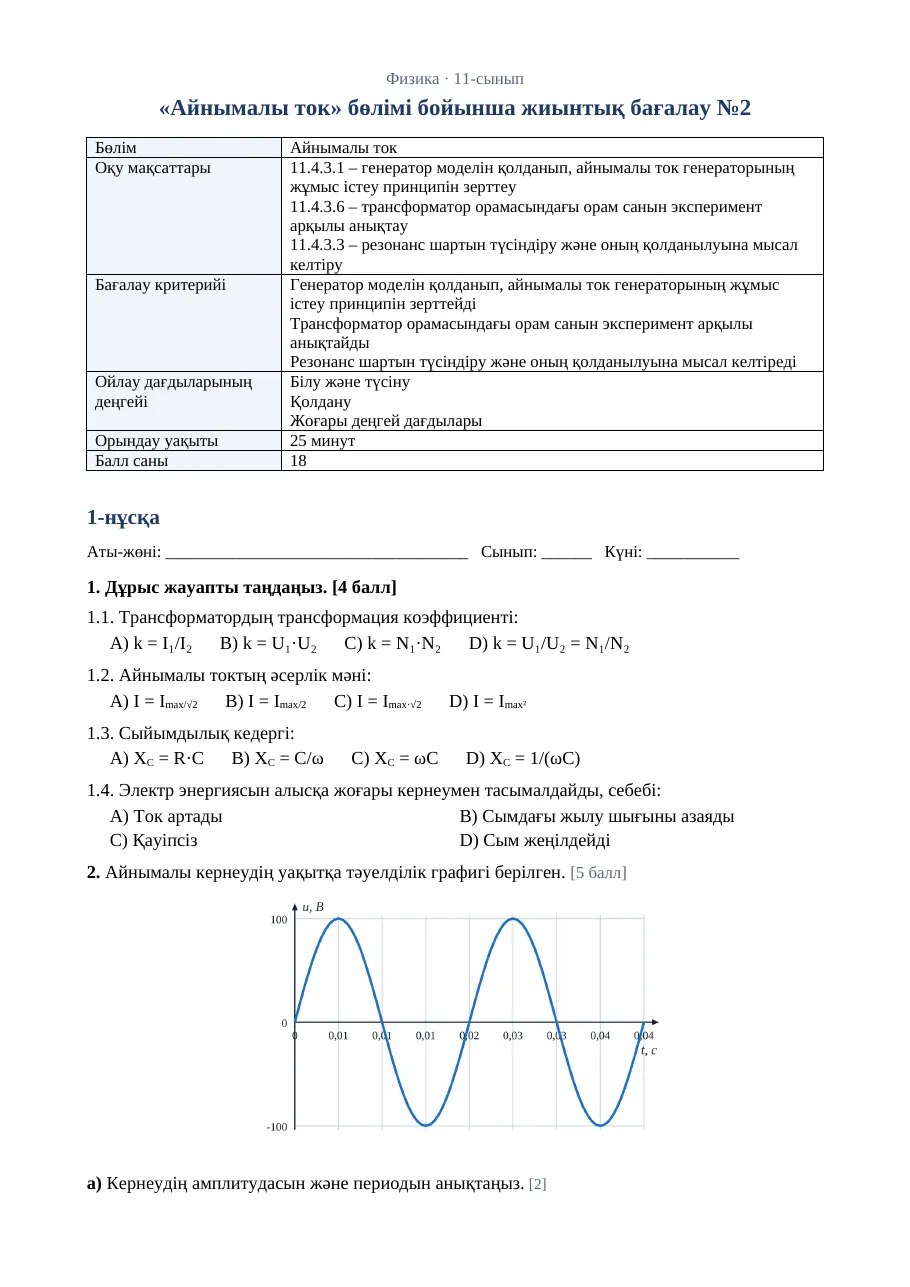 Физика · 11-сынып
«Айнымалы ток» бөлімі бойынша жиынтық бағалау №2
Бөлім Айнымалы ток
Оқу мақсаттары 11.4.3.1 – генератор моделін қолданып, айнымалы ток генераторының
жұмыс істеу принципін зерттеу
11.4.3.6 – трансформатор орамасындағы орам санын эксперимент
арқылы анықтау
11.4.3.3 – резонанс шартын түсіндіру және оның қолданылуына мысал
келтіру
Бағалау критерийі Генератор моделін қолданып, айнымалы ток генераторының жұмыс
істеу принципін зерттейді
Трансформатор орамасындағы орам санын эксперимент арқылы
анықтайды
Резонанс шартын түсіндіру және оның қолданылуына мысал келтіреді
Ойлау дағдыларының Білу және түсіну
деңгейі Қолдану
Жоғары деңгей дағдылары
Орындау уақыты 25 минут
Балл саны 18
1-нұсқа
Аты-жөні: ____________________________________ Сынып: ______ Күні: ___________
1. Дұрыс жауапты таңдаңыз. [4 балл]
1.1. Трансформатордың трансформация коэффициенті:
A) k = I₁/I₂ B) k = U₁·U₂ C) k = N₁·N₂ D) k = U₁/U₂ = N₁/N₂
1.2. Айнымалы токтың әсерлік мәні:
A) I = Imax/√2 B) I = Imax/2 C) I = Imax·√2 D) I = Imax²
1.3. Сыйымдылық кедергі:
A) XC = R·C B) XC = C/ω C) XC = ωC D) XC = 1/(ωC)
1.4. Электр энергиясын алысқа жоғары кернеумен тасымалдайды, себебі:
A) Ток артады B) Сымдағы жылу шығыны азаяды
C) Қауіпсіз D) Сым жеңілдейді
2. Айнымалы кернеудің уақытқа тәуелділік графигі берілген. [5 балл]
u, В
100
0
0 0,01 0,01 0,01 0,02 0,03 0,03 0,04 0,04
t, с
-100
а) Кернеудің амплитудасын және периодын анықтаңыз. [2]